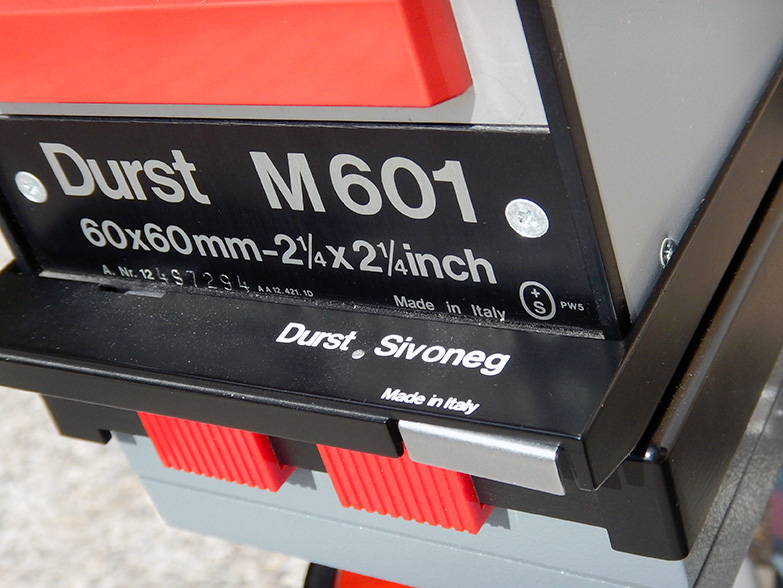 Durst M601
60x60mm-2¼x2¼inch
A. Nr. 12 497294 AA12.421.1D
Made in Italy +S PW5
Durst Sivoneg
Made in Italy